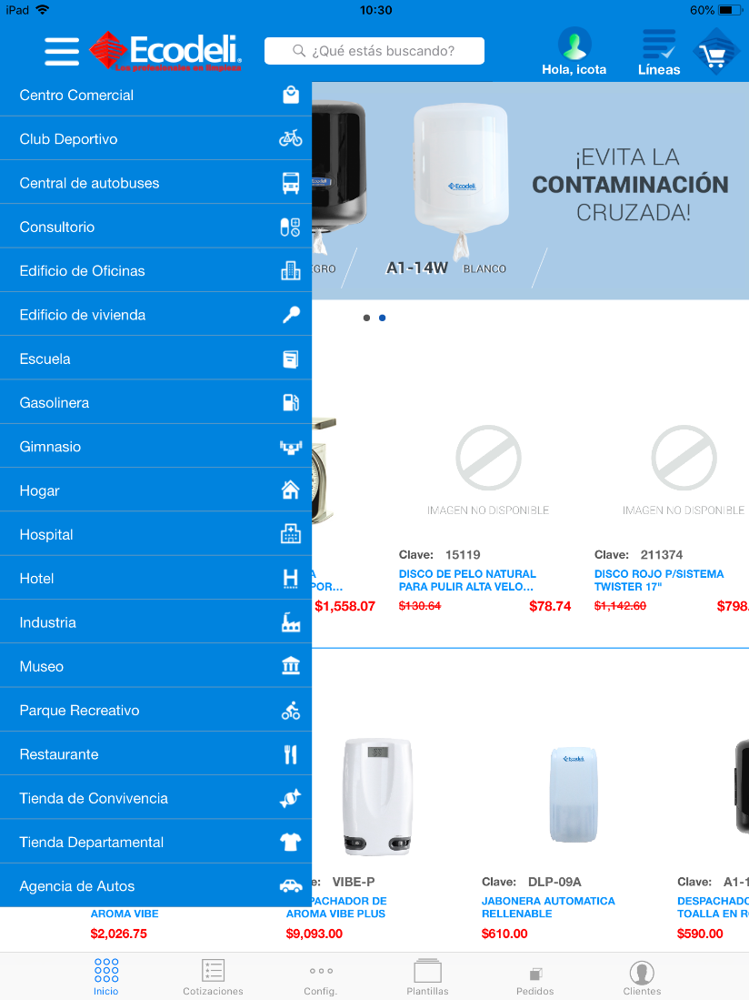 iPad
10:30
60%
Ecodeli®
Los profesionales en limpieza
¿Qué estás buscando?
Hola, icota
Líneas
Centro Comercial
Club Deportivo
Central de autobuses
Consultorio
Edificio de Oficinas
Edificio de vivienda
Escuela
Gasolinera
Gimnasio
Hogar
Hospital
Hotel
Industria
Museo
Parque Recreativo
Restaurante
Tienda de Convivencia
Tienda Departamental
Agencia de Autos
Ecodeli
¡EVITA LA
CONTAMINACIÓN
CRUZADA!
EGRO
A1-14W BLANCO
IMAGEN NO DISPONIBLE
IMAGEN NO DISPONIBLE
A
POR...
$1,558.07
Clave: 15119
DISCO DE PELO NATURAL
PARA PULIR ALTA VELO...
$130.64 $78.74
Clave: 211374
DISCO ROJO P/SISTEMA
TWISTER 17"
$1,142.60 $798.
Ecodeli
AROMA VIBE
$2,026.75
e: VIBE-P
PACHADOR DE
AROMA VIBE PLUS
$9,093.00
Clave: DLP-09A
JABONERA AUTOMATICA
RELLENABLE
$610.00
Clave: A1-1
DESPACHADO
TOALLA EN R
$590.00
Inicio
Cotizaciones
Config.
Plantillas
Pedidos
Clientes